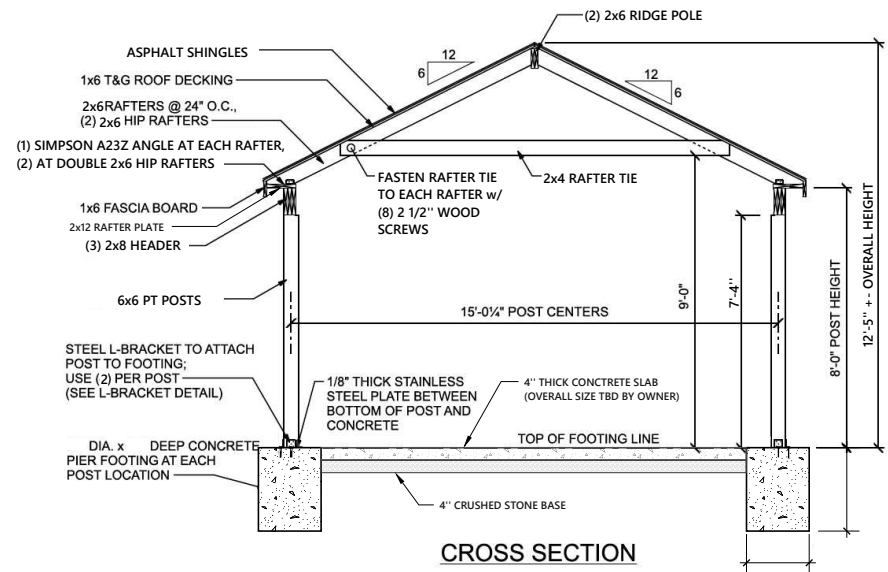 (2) 2x6 RIDGE POLE
ASPHALT SHINGLES
12
6
1x6 T&G ROOF DECKING
12
6
2x6RAFTERS @ 24" O.C.,
(2) 2x6 HIP RAFTERS
(1) SIMPSON A23Z ANGLE AT EACH RAFTER,
(2) AT DOUBLE 2x6 HIP RAFTERS
FASTEN RAFTER TIE
TO EACH RAFTER w/
(8) 2 1/2'' WOOD
SCREWS
2x4 RAFTER TIE
1x6 FASCIA BOARD
2x12 RAFTER PLATE
(3) 2x8 HEADER
6x6 PT POSTS
15'-0¼" POST CENTERS
9'-0"
7'-4''
8'-0" POST HEIGHT
12'-5'' +- OVERALL HEIGHT
STEEL L-BRACKET TO ATTACH
POST TO FOOTING;
USE (2) PER POST
(SEE L-BRACKET DETAIL)
1/8" THICK STAINLESS
STEEL PLATE BETWEEN
BOTTOM OF POST AND
CONCRETE
4'' THICK CONCRETE SLAB
(OVERALL SIZE TBD BY OWNER)
TOP OF FOOTING LINE
DIA. x DEEP CONCRETE
PIER FOOTING AT EACH
POST LOCATION
4'' CRUSHED STONE BASE
CROSS SECTION